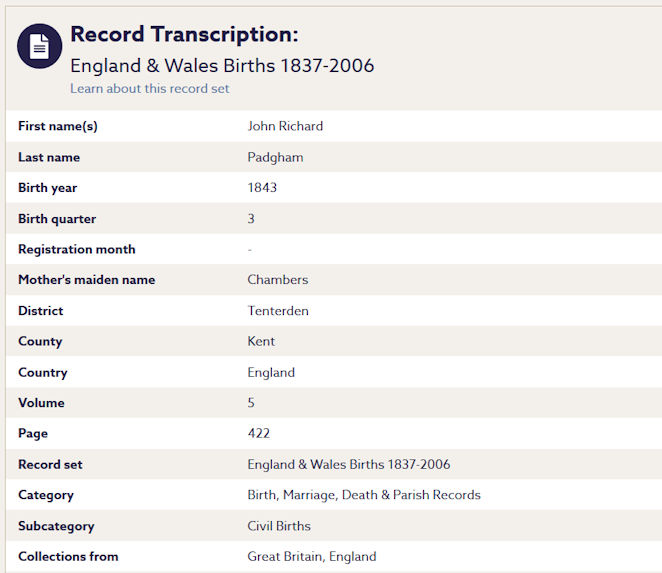 Record Transcription:
England & Wales Births 1837-2006
Learn about this record set
First name(s) John Richard
Last name Padgham
Birth year 1843
Birth quarter 3
Registration month -
Mother's maiden name Chambers
District Tenterden
County Kent
Country England
Volume 5
Page 422
Record set England & Wales Births 1837-2006
Category Birth, Marriage, Death & Parish Records
Subcategory Civil Births
Collections from Great Britain, England